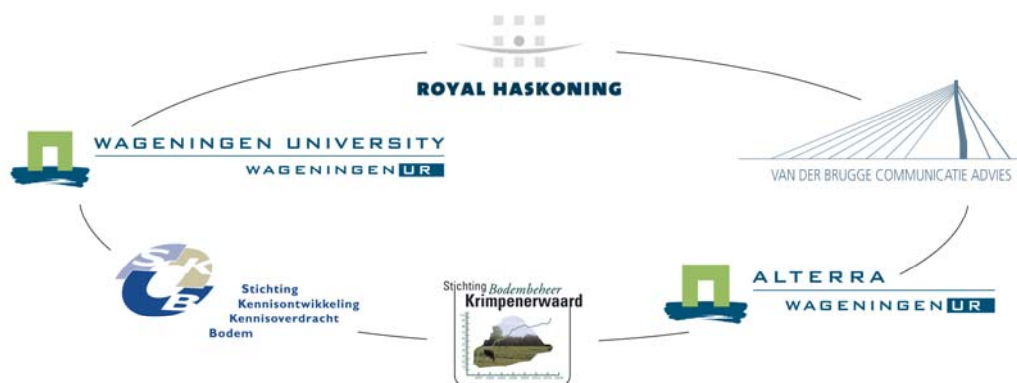 ROYAL HASKONING
WAGENINGEN UNIVERSITY
WAGENINGEN UR
VAN DER BRUGGE COMMUNICATIE ADVIES
SKKB
Stichting
Kennisontwikkeling
Kennisoverdracht
Bodem
Stichting Bodembeheer
Krimpenerwaard
ALTERRA
WAGENINGEN UR